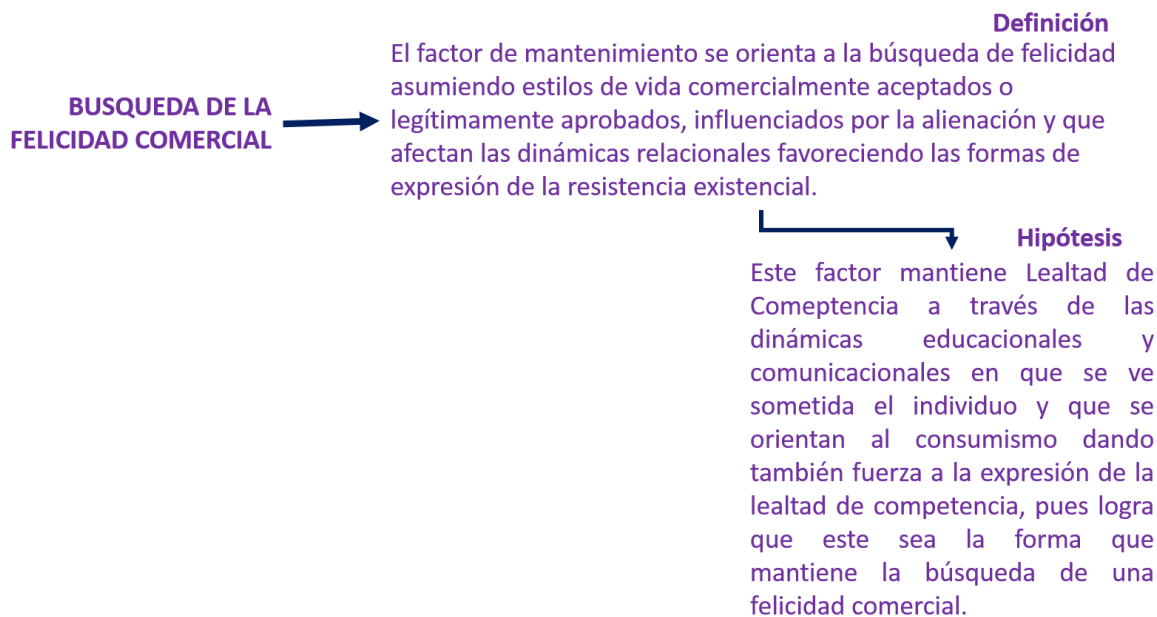 BUSQUEDA DE LA
FELICIDAD COMERCIAL
Definición
El factor de mantenimiento se orienta a la búsqueda de felicidad
asumiendo estilos de vida comercialmente aceptados o
legítimamente aprobados, influenciados por la alienación y que
afectan las dinámicas relacionales favoreciendo las formas de
expresión de la resistencia existencial.
Hipótesis
Este factor mantiene Lealtad de
Comeptencia a través de las
dinámicas educacionales y
comunicacionales en que se ve
sometida el individuo y que se
orientan al consumismo dando
también fuerza a la expresión de la
lealtad de competencia, pues logra
que este sea la forma que
mantiene la búsqueda de una
felicidad comercial.